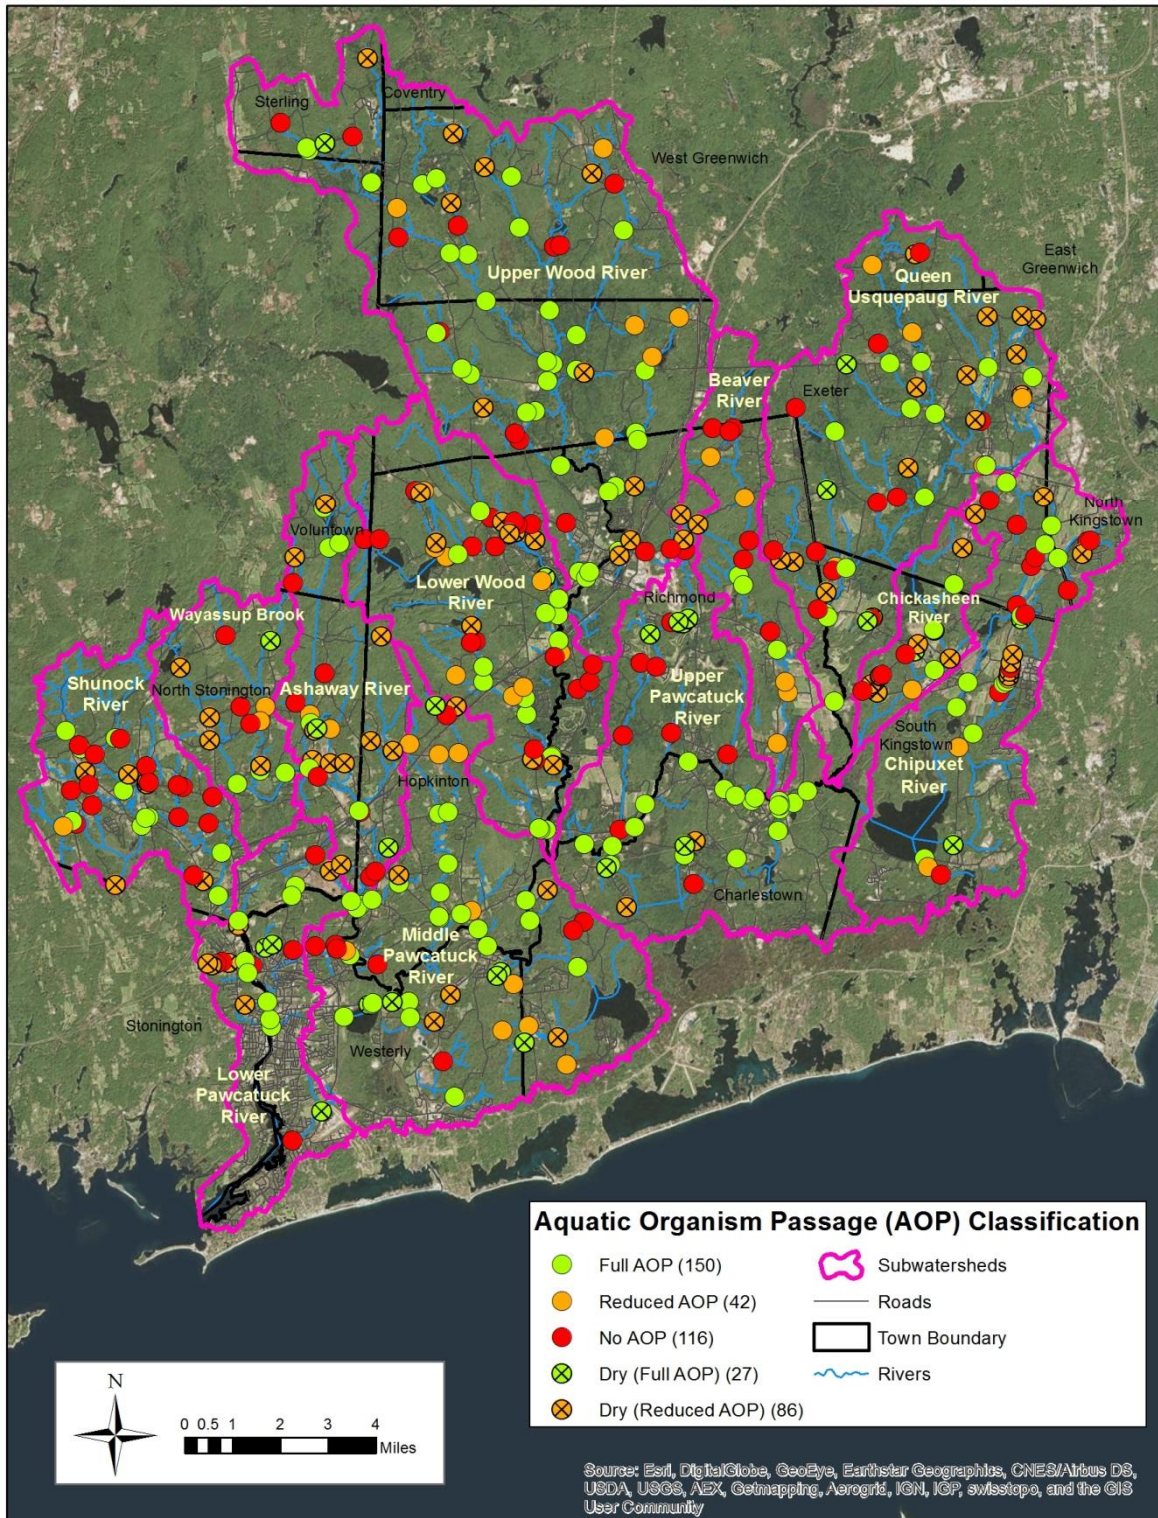 Coventry
Sterling
West Greenwich
East
Greenwich
Queen
Usquepaug River
Upper Wood River
Beaver
River
Exeter
North
Kingstown
Voluntown
Lower Wood
River
Richmond
Chickasheen
River
Wayassup Brook
Shunock
River
North Stonington
Ashaway River
Upper
Pawcatuck
River
South
Kingstown
Chipuxet
River
Hopkinton
Charlestown
Middle
Pawcatuck
River
Stonington
Westerly
Lower
Pawcatuck
River
Aquatic Organism Passage (AOP) Classification
Full AOP (150)
Reduced AOP (42)
No AOP (116)
Dry (Full AOP) (27)
Dry (Reduced AOP) (86)
Subwatersheds
Roads
Town Boundary
Rivers
N
0 0.5 1 2 3 4
Miles
Source: Esri, DigitalGlobe, GeoEye, Earthstar Geographics, CNES/Airbus DS,
USDA, USGS, AEX, Getmapping, Aerogrid, IGN, IGP, swisstopo, and the GIS
User Community